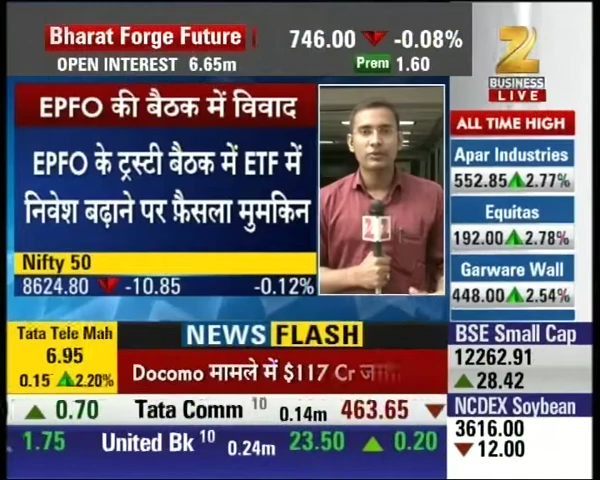 Bharat Forge Future
746.00 -0.08%
OPEN INTEREST 6.65m
Prem 1.60
Z
BUSINESS
LIVE
EPFO की बैठक में विवाद
EPFO के ट्रस्टी बैठक में ETF में
निवेश बढ़ाने पर फ़ैसला मुमकिन
Nifty 50
8624.80 -10.85 -0.12%
ALL TIME HIGH
Apar Industries
552.85 2.77%
Equitas
192.00 2.78%
Garware Wall
448.00 2.54%
Tata Tele Mah
6.95
0.15 2.20%
NEWS FLASH
Docomo मामले में $117 Cr
BSE Small Cap
12262.91
28.42
NCDEX Soybean
3616.00
12.00
0.70 Tata Comm 10 0.14m 463.65
1.75 United Bk 10 0.24m 23.50 0.20